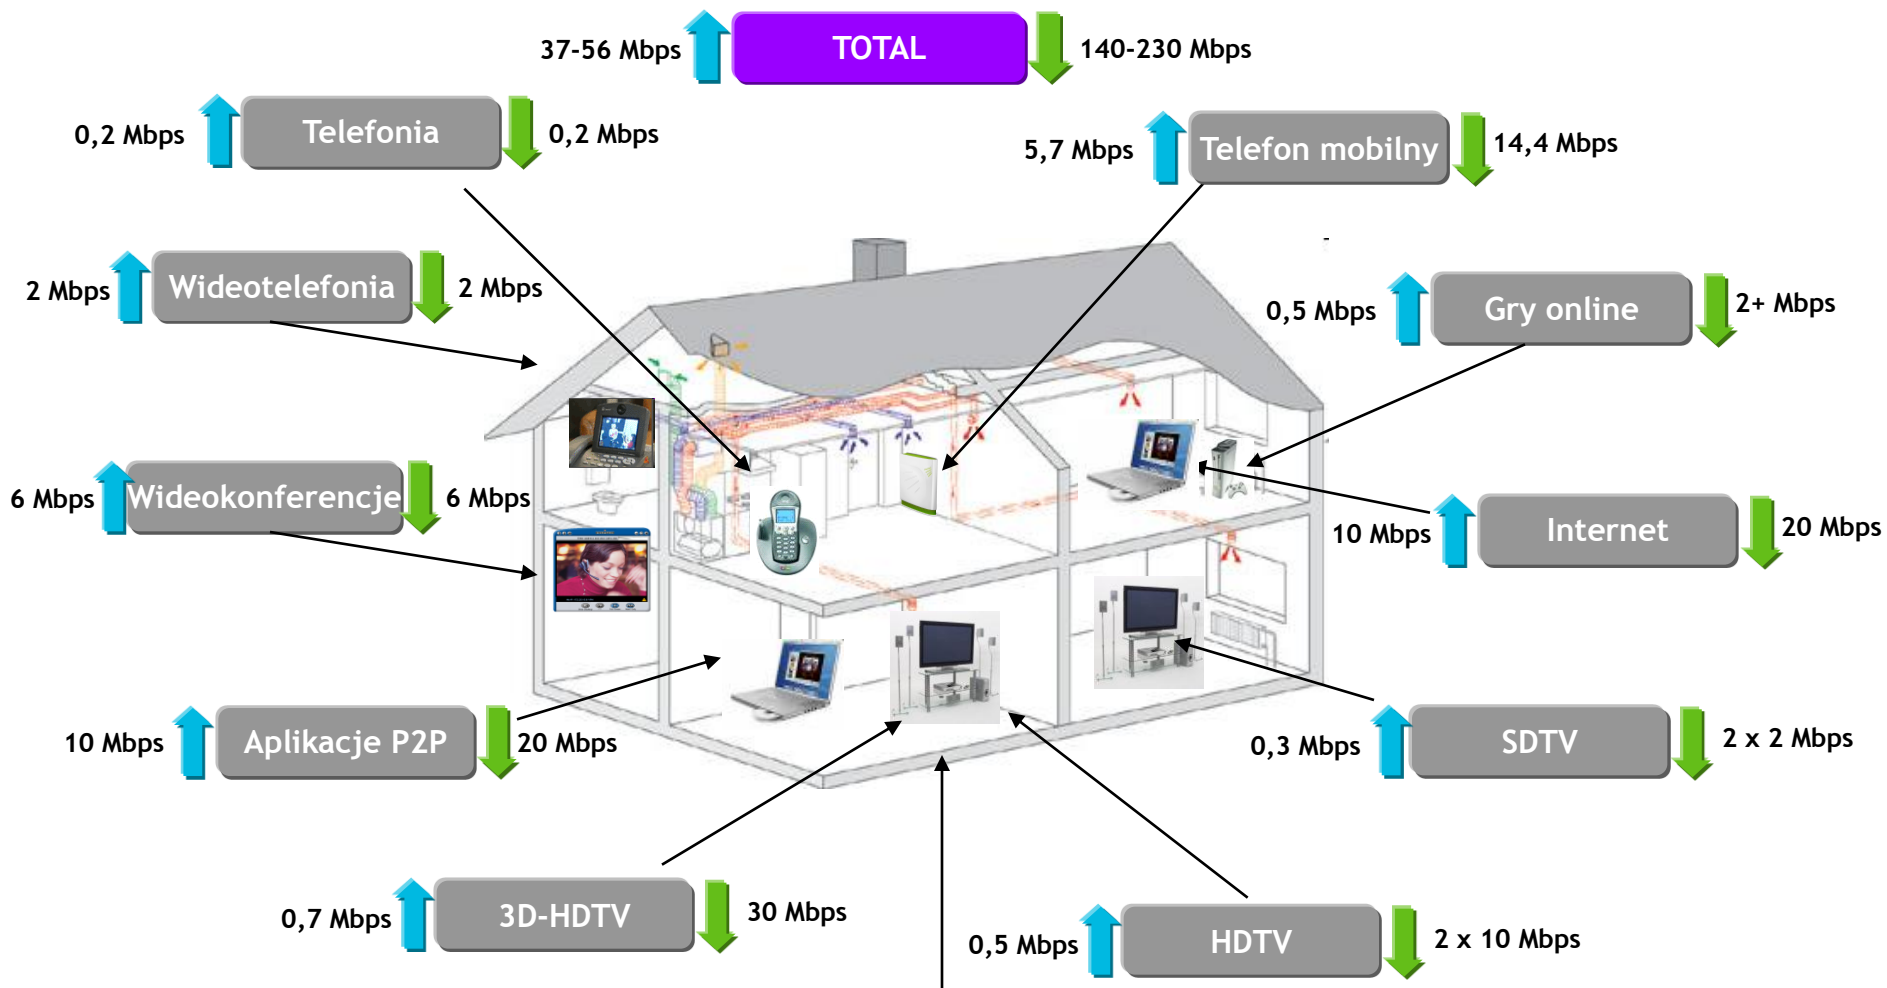 37-56 Mbps TOTAL 140-230 Mbps
0,2 Mbps Telefonia 0,2 Mbps
5,7 Mbps Telefon mobilny 14,4 Mbps
2 Mbps Wideotelefonia 2 Mbps
0,5 Mbps Gry online 2+ Mbps
6 Mbps Wideokonferencje 6 Mbps
10 Mbps Internet 20 Mbps
10 Mbps Aplikacje P2P 20 Mbps
0,3 Mbps SDTV 2 x 2 Mbps
0,7 Mbps 3D-HDTV 30 Mbps
0,5 Mbps HDTV 2 x 10 Mbps